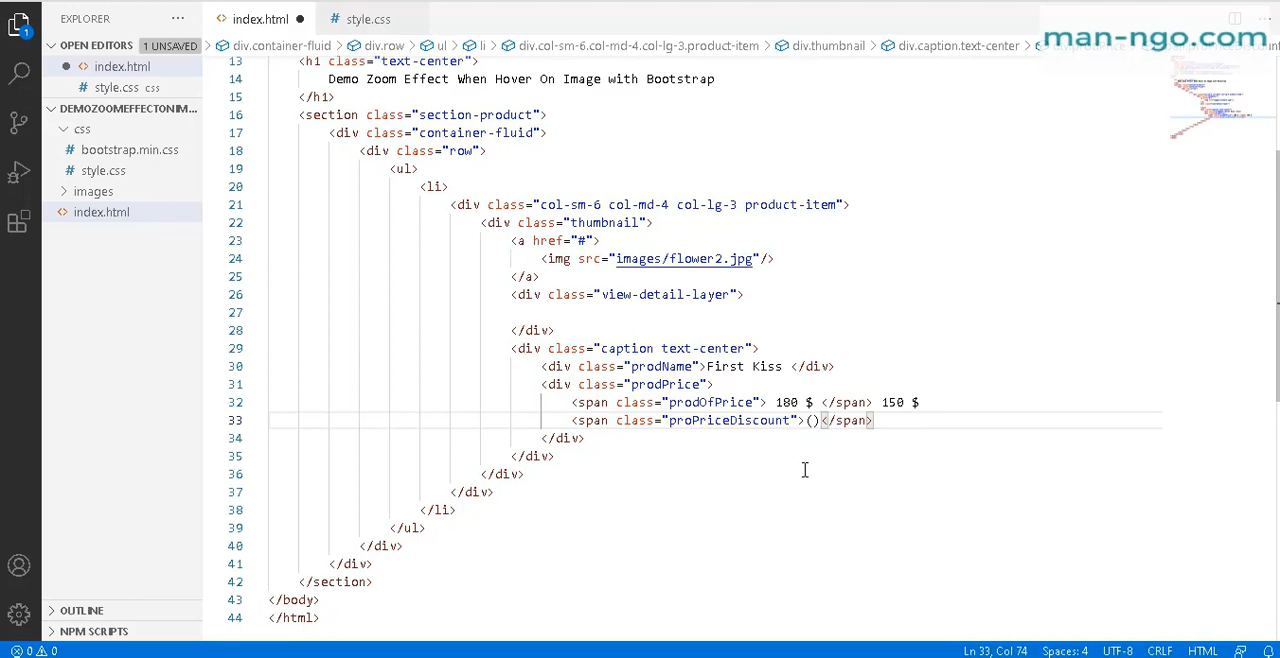 EXPLORER ···
index.html
style.css
man-ngo.com
OPEN EDITORS 1 UNSAVED
index.html
style.css css
DEMOZOOMEFFECTONIM...
css
bootstrap.min.css
style.css
images
index.html
OUTLINE
NPM SCRIPTS
div.container-fluid > div.row > ul > li > div.col-sm-6.col-md-4.col-lg-3.product-item > div.thumbnail > div.caption.text-center >
13 <h1 class="text-center">
14 Demo Zoom Effect When Hover On Image with Bootstrap
15 </h1>
16 <section class="section-product">
17 <div class="container-fluid">
18 <div class="row">
19 <ul>
20 <li>
21 <div class="col-sm-6 col-md-4 col-lg-3 product-item">
22 <div class="thumbnail">
23 <a href="#">
24 <img src="images/flower2.jpg"/>
25 </a>
26 <div class="view-detail-layer">
27
28 </div>
29 <div class="caption text-center">
30 <div class="prodName">First Kiss </div>
31 <div class="prodPrice">
32 <span class="prodOfPrice"> 180 $ </span> 150 $
33 <span class="proPriceDiscount">()</span>
34 </div>
35 </div>
36 </div>
37 </div>
38 </li>
39 </ul>
40 </div>
41 </div>
42 </section>
43 </body>
44 </html>
0 0
Ln 33, Col 74 Spaces: 4 UTF-8 CRLF HTML